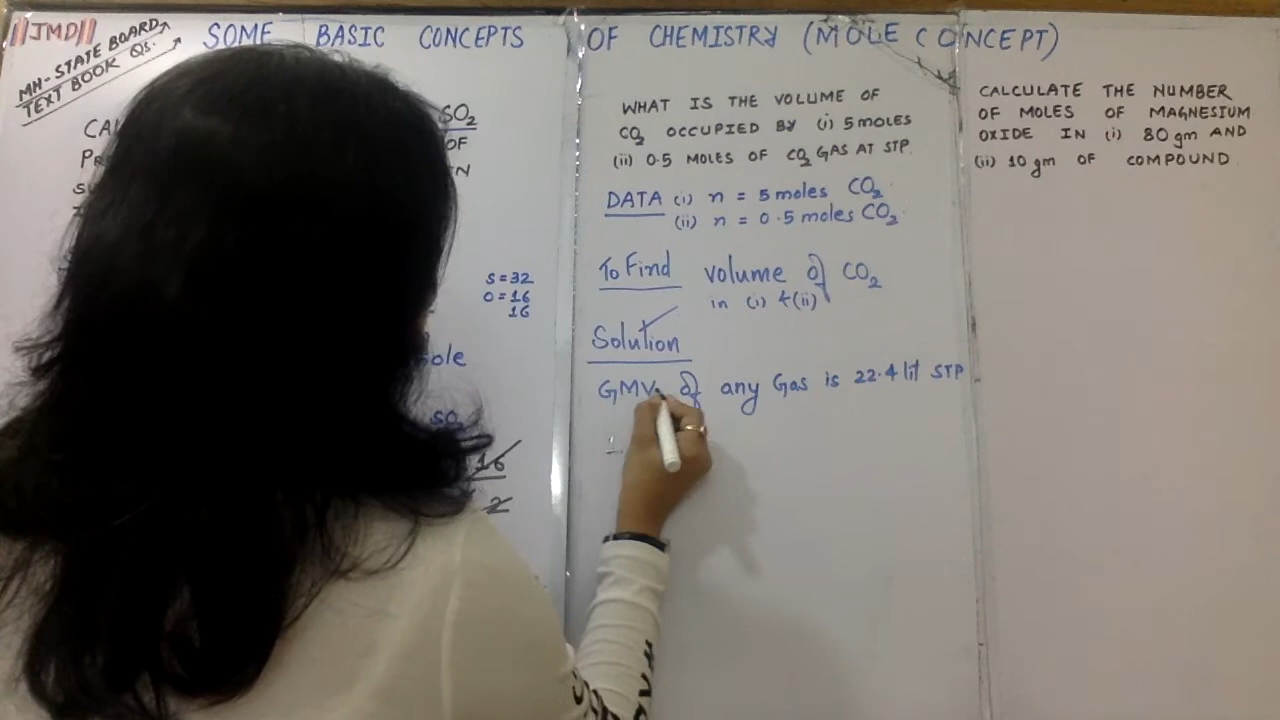 ||JMD||
MH-STATE BOARD
TEXT BOOK QS.
SOME BASIC CONCEPTS OF CHEMISTRY (MOLE CONCEPT)
SO2
OF
S = 32
O = 16
16
SO2
16
2
WHAT IS THE VOLUME OF
CO2 OCCUPIED BY (i) 5 MOLES
(ii) 0.5 MOLES OF CO2 GAS AT STP.
DATA (i) n = 5 moles CO2
(ii) n = 0.5 moles CO2
To Find volume of CO2
in (i) & (ii)
Solution
GMV of any Gas is 22.4 lit STP
1
CALCULATE THE NUMBER
OF MOLES OF MAGNESIUM
OXIDE IN (i) 80 gm AND
(ii) 10 gm OF COMPOUND.